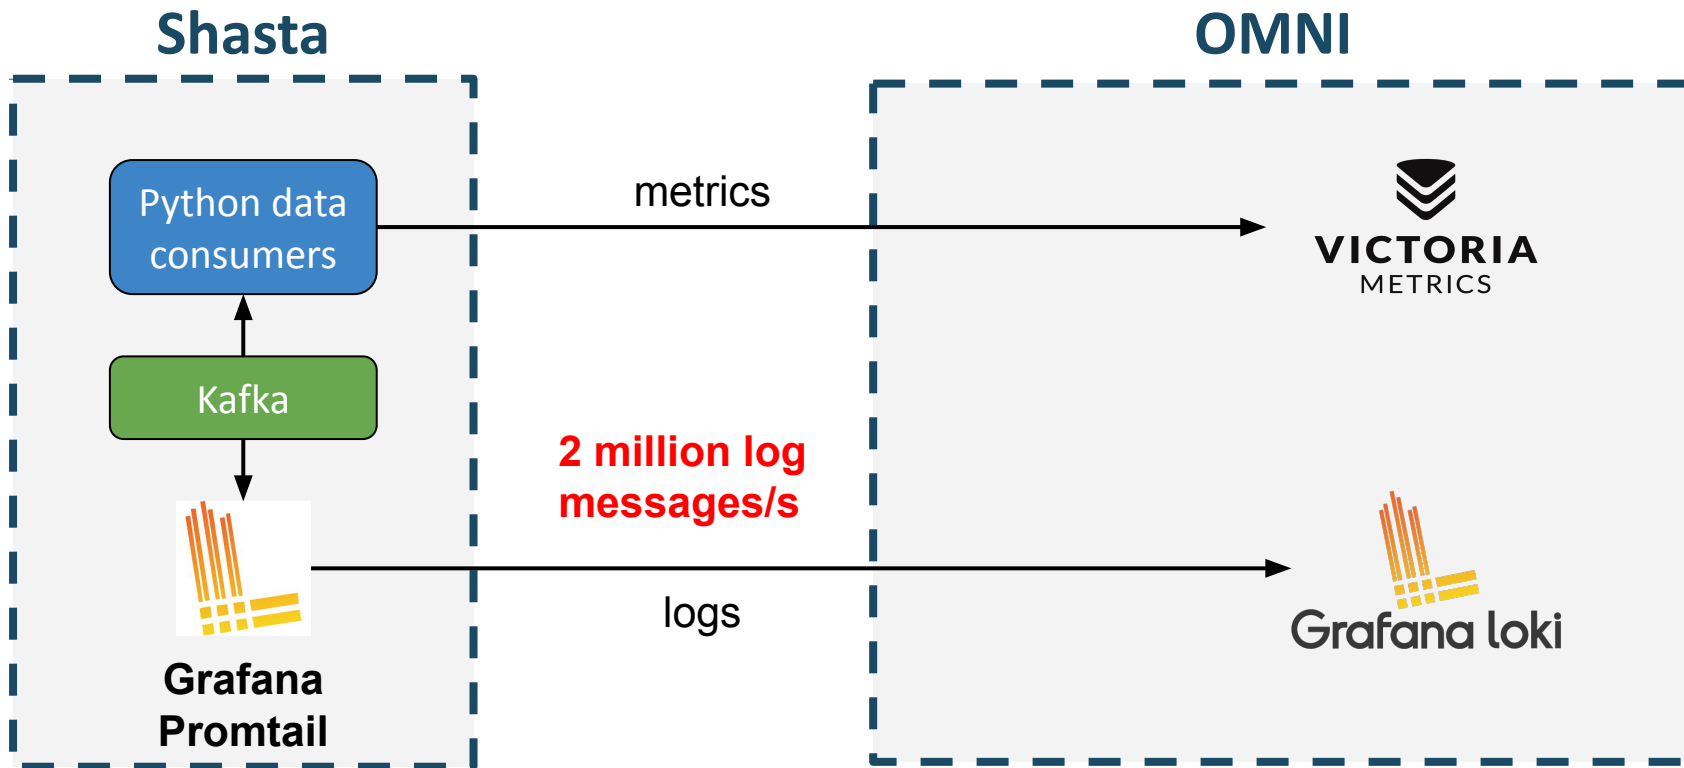 Shasta
OMNI
Python data
consumers
metrics
VICTORIA
METRICS
Kafka
2 million log
messages/s
logs
Grafana loki
Grafana
Promtail